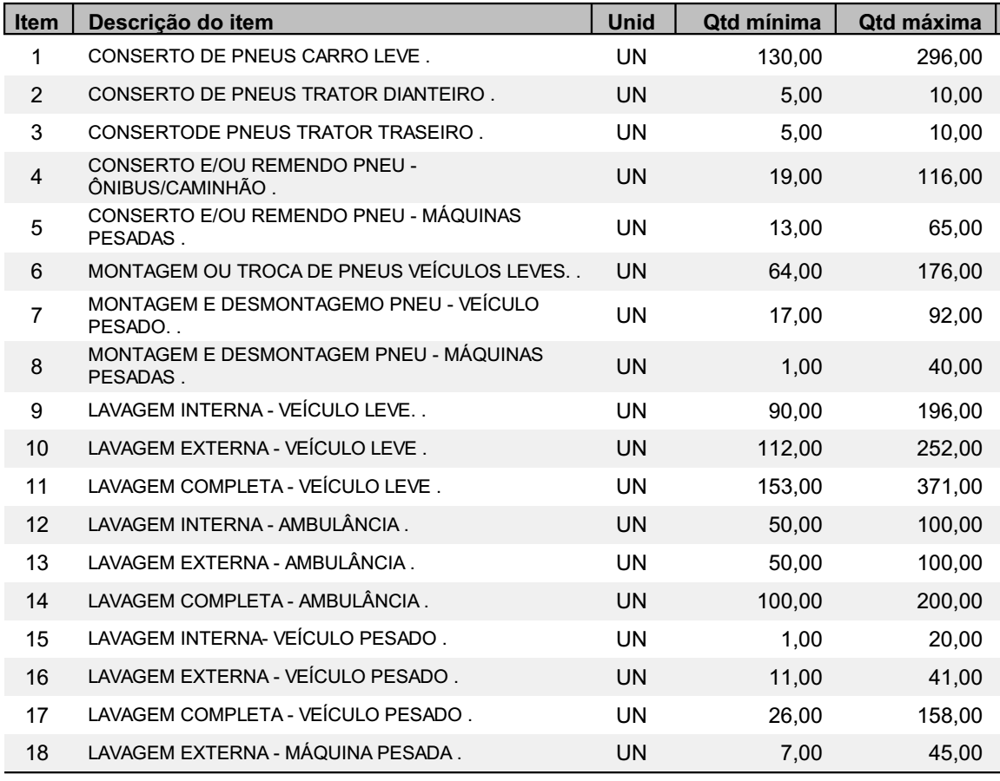 Item Descrição do item Unid Qtd mínima Qtd máxima
1 CONSERTO DE PNEUS CARRO LEVE . UN 130,00 296,00
2 CONSERTO DE PNEUS TRATOR DIANTEIRO . UN 5,00 10,00
3 CONSERTODE PNEUS TRATOR TRASEIRO . UN 5,00 10,00
4 CONSERTO E/OU REMENDO PNEU -
ÔNIBUS/CAMINHÃO . UN 19,00 116,00
5 CONSERTO E/OU REMENDO PNEU - MÁQUINAS
PESADAS . UN 13,00 65,00
6 MONTAGEM OU TROCA DE PNEUS VEÍCULOS LEVES. . UN 64,00 176,00
7 MONTAGEM E DESMONTAGEMO PNEU - VEÍCULO
PESADO. . UN 17,00 92,00
8 MONTAGEM E DESMONTAGEM PNEU - MÁQUINAS
PESADAS . UN 1,00 40,00
9 LAVAGEM INTERNA - VEÍCULO LEVE. . UN 90,00 196,00
10 LAVAGEM EXTERNA - VEÍCULO LEVE . UN 112,00 252,00
11 LAVAGEM COMPLETA - VEÍCULO LEVE . UN 153,00 371,00
12 LAVAGEM INTERNA - AMBULÂNCIA . UN 50,00 100,00
13 LAVAGEM EXTERNA - AMBULÂNCIA . UN 50,00 100,00
14 LAVAGEM COMPLETA - AMBULÂNCIA . UN 100,00 200,00
15 LAVAGEM INTERNA- VEÍCULO PESADO . UN 1,00 20,00
16 LAVAGEM EXTERNA - VEÍCULO PESADO . UN 11,00 41,00
17 LAVAGEM COMPLETA - VEÍCULO PESADO . UN 26,00 158,00
18 LAVAGEM EXTERNA - MÁQUINA PESADA . UN 7,00 45,00